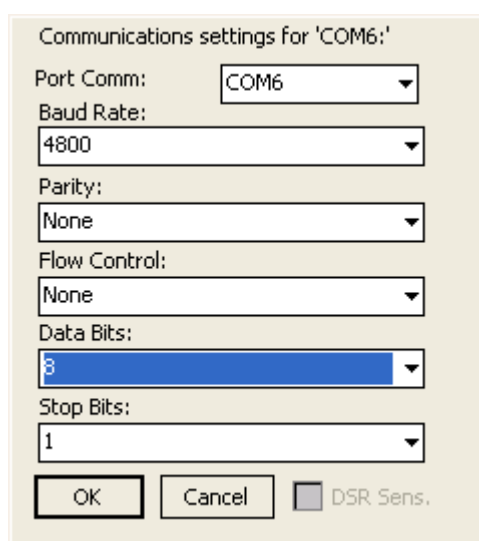 Communications settings for 'COM6:'
Port Comm: COM6
Baud Rate:
4800
Parity:
None
Flow Control:
None
Data Bits:
8
Stop Bits:
1
OK Cancel DSR Sens.